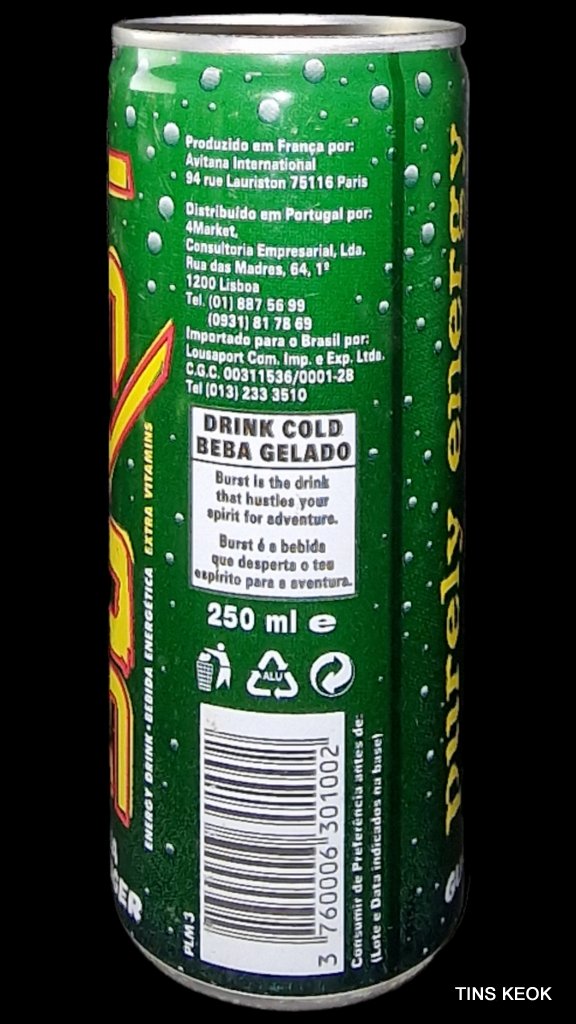 Produzido em França por:
Avitana International
94 rue Lauriston 75116 Paris
Distribuído em Portugal por:
4Market,
Consultoria Empresarial, Lda.
Rua das Madres, 64, 1º
1200 Lisboa
Tel. (01) 887 56 99
(0931) 81 78 69
Importado para o Brasil por:
Lousaport Com. Imp. e Exp. Ltda.
C.G.C. 00311536/0001-28
Tel (013) 233 3510
DRINK COLD
BEBA GELADO
Burst is the drink
that hustles your
spirit for adventure.
Burst é a bebida
que desperta o teu
espírito para a aventura.
250 ml e
ALU
3 760006 301002
PLM 3
Consumir de Preferência antes de:
(Lote e Data indicados na base)
ENERGY DRINK • BEBIDA ENERGÉTICA EXTRA VITAMINS
purely energy
TINS KEOK